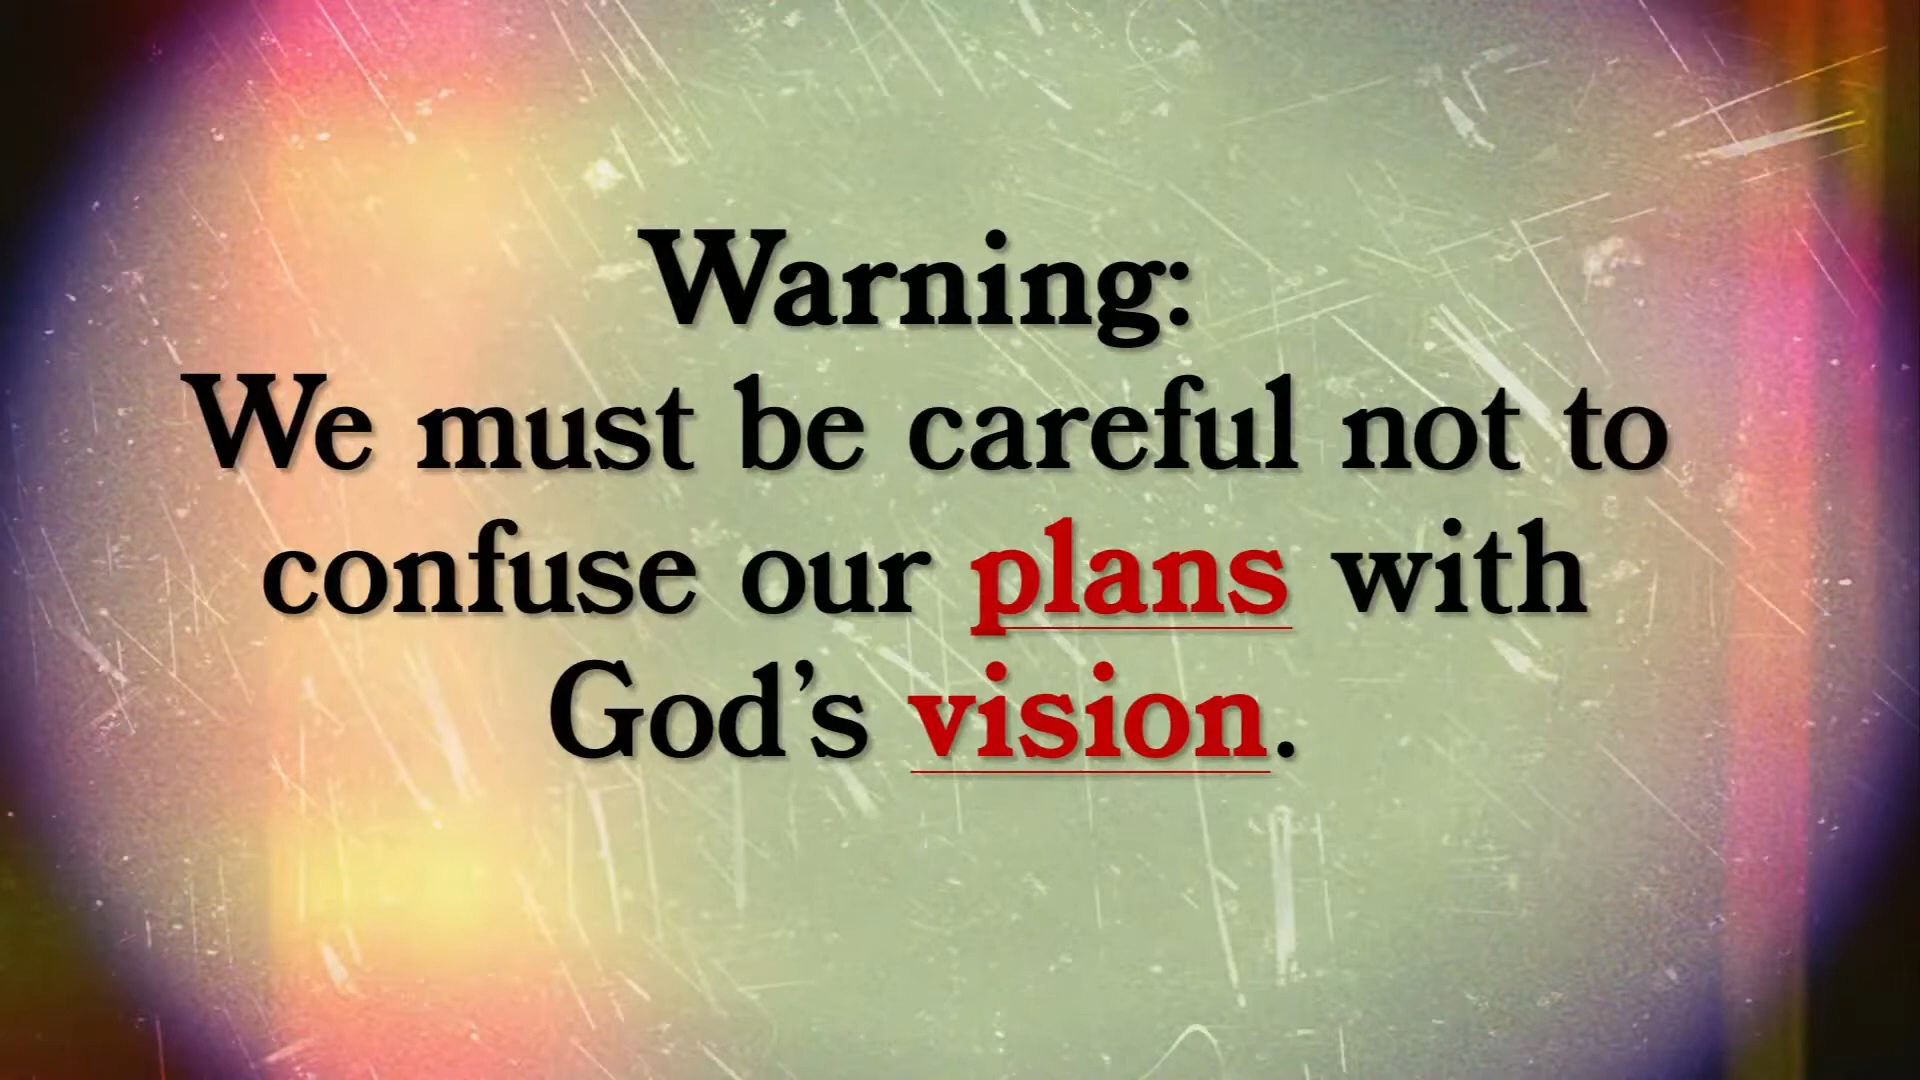 Warning:
We must be careful not to
confuse our plans with
God’s vision.